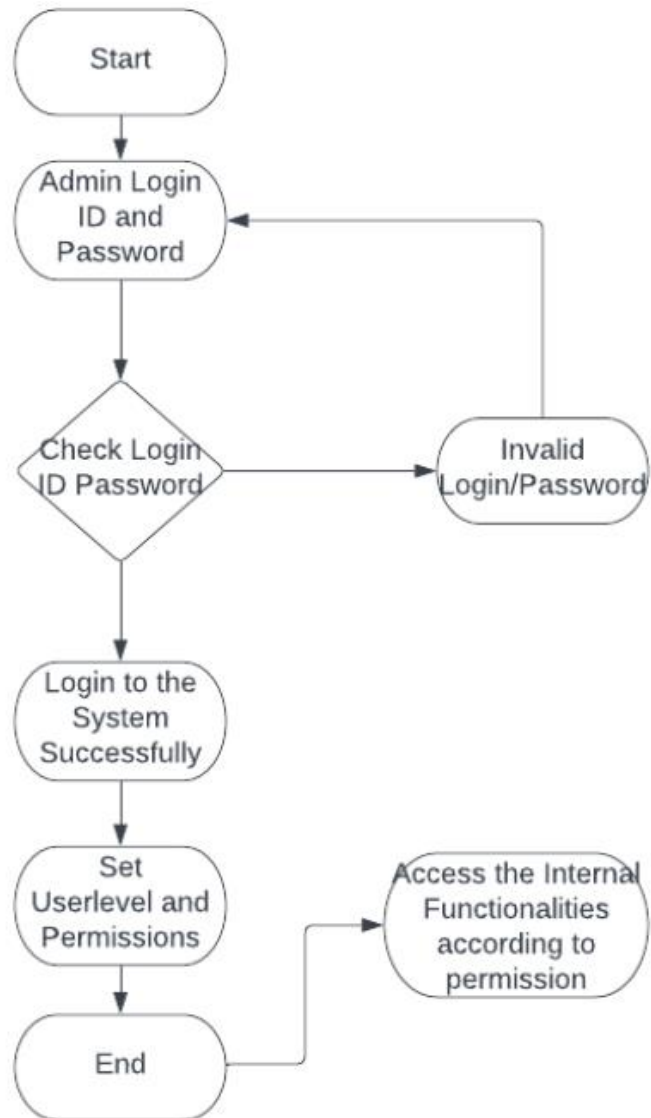 Start
Admin Login
ID and
Password
Check Login
ID Password
Invalid
Login/Password
Login to the
System
Successfully
Set
Userlevel and
Permissions
Access the Internal
Functionalities
according to
permission
End